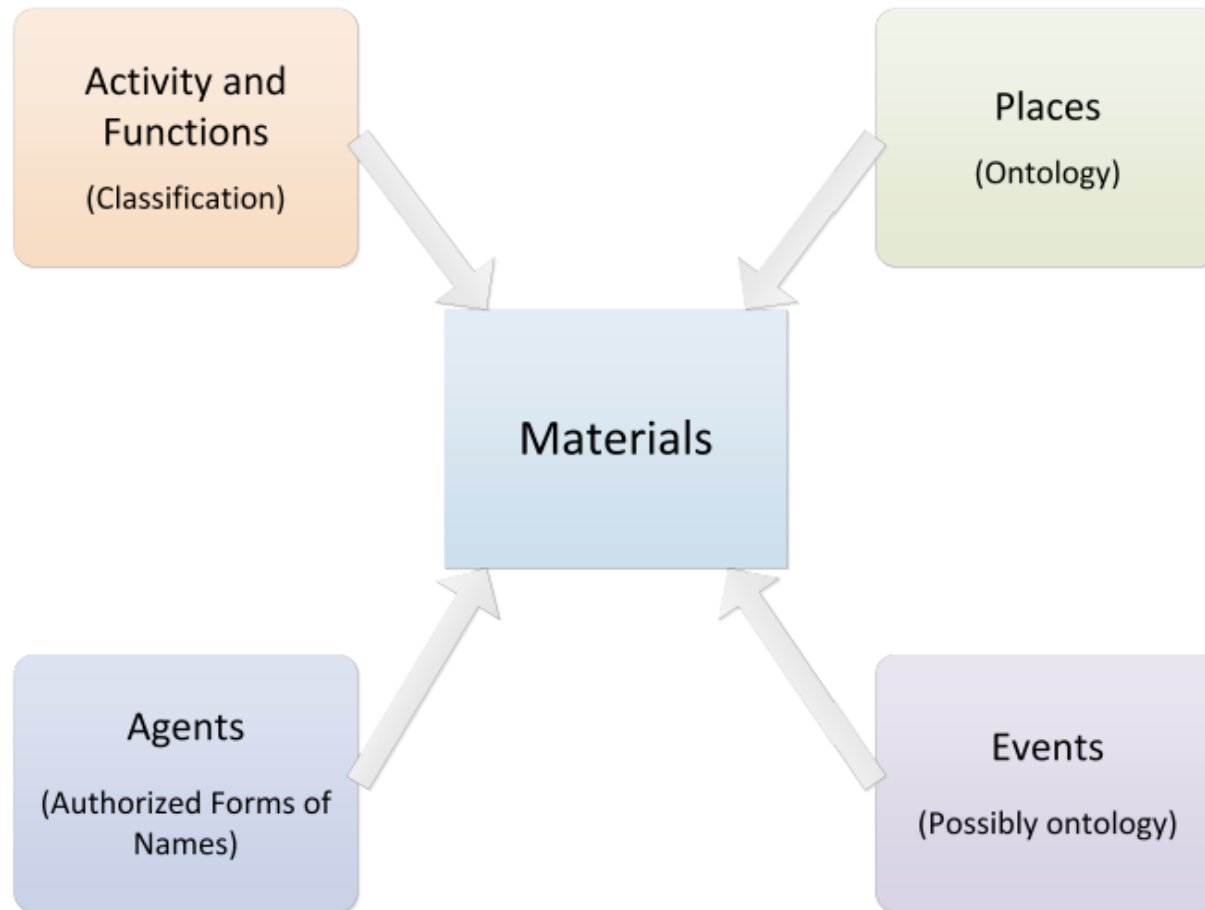 Activity and
Functions
(Classification)
Places
(Ontology)
Materials
Agents
(Authorized Forms of
Names)
Events
(Possibly ontology)